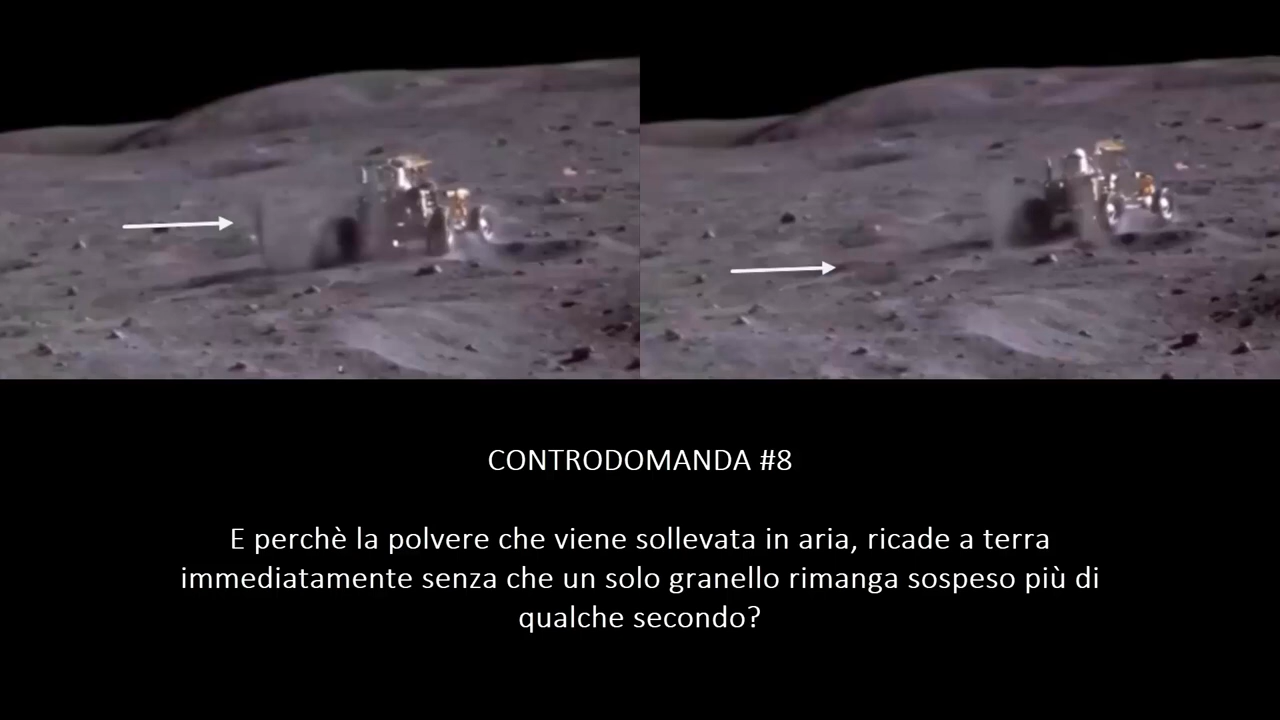 CONTRODOMANDA #8
E perchè la polvere che viene sollevata in aria, ricade a terra
immediatamente senza che un solo granello rimanga sospeso più di
qualche secondo?